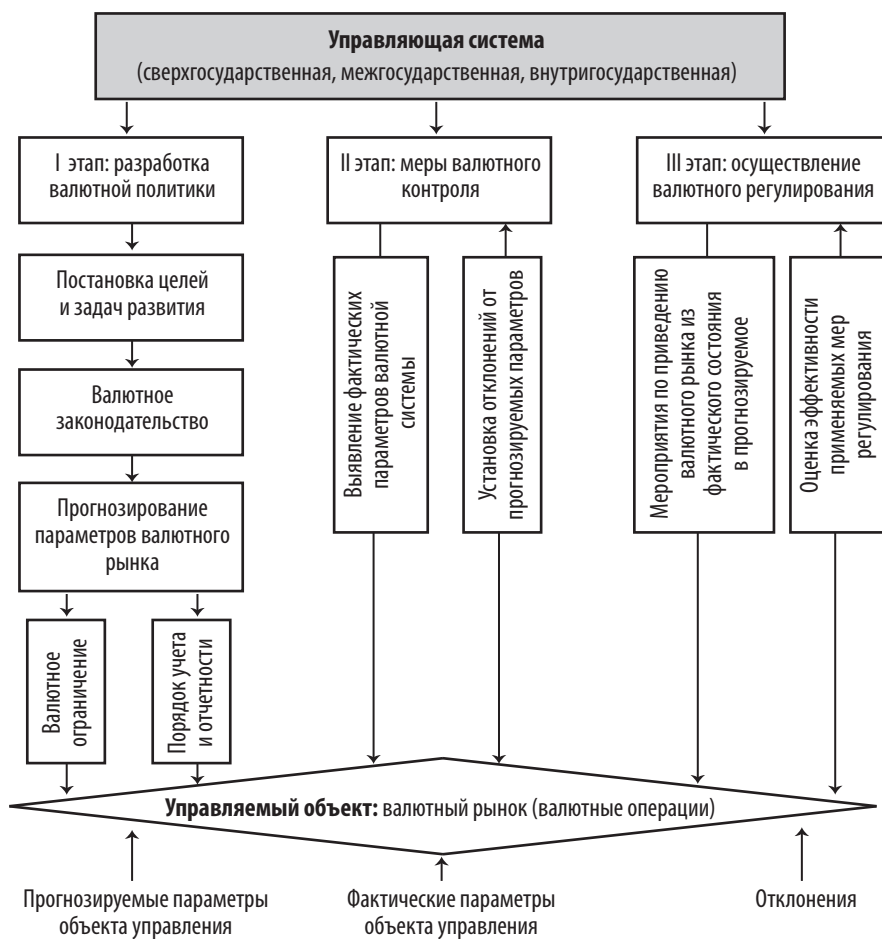 Управляющая система
(сверхгосударственная, межгосударственная, внутригосударственная)
I этап: разработка
валютной политики
II этап: меры валютного
контроля
III этап: осуществление
валютного регулирования
Постановка целей
и задач развития
Валютное
законодательство
Прогнозирование
параметров валютного
рынка
Валютное
ограничение
Порядок учета
и отчетности
Выявление фактических
параметров валютной
системы
Установка отклонений от
прогнозируемых параметров
Мероприятия по приведению
валютного рынка из
фактического состояния
в прогнозируемое
Оценка эффективности
применяемых мер
регулирования
Управляемый объект: валютный рынок (валютные операции)
Прогнозируемые параметры
объекта управления
Фактические параметры
объекта управления
Отклонения